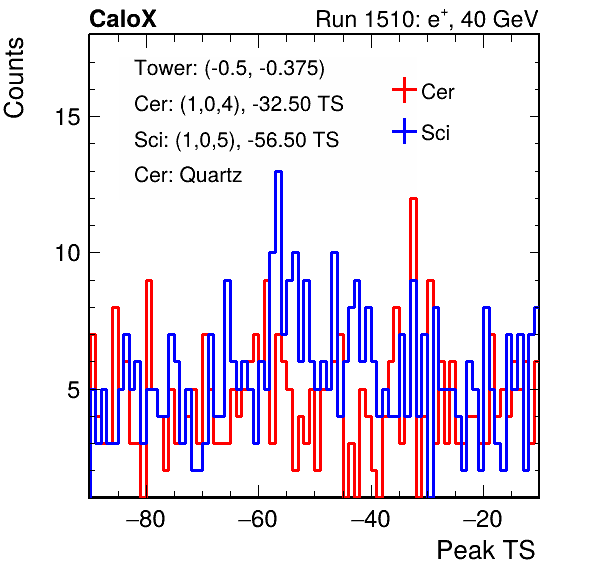 CaloX
Run 1510: e+, 40 GeV
Counts
Tower: (-0.5, -0.375)
Cer: (1,0,4), -32.50 TS
Sci: (1,0,5), -56.50 TS
Cer: Quartz
Cer
Sci
15
10
5
−80 −60 −40 −20
Peak TS